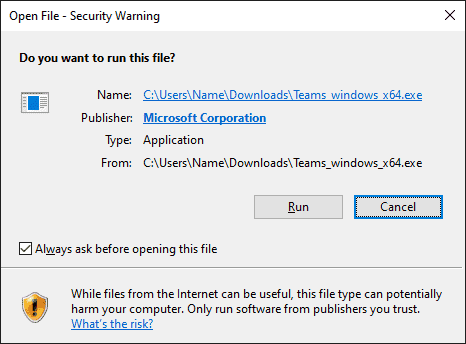 Open File - Security Warning
Do you want to run this file?
Name: C:\Users\Name\Downloads\Teams_windows_x64.exe
Publisher: Microsoft Corporation
Type: Application
From: C:\Users\Name\Downloads\Teams_windows_x64.exe
Run Cancel
Always ask before opening this file
While files from the Internet can be useful, this file type can potentially
harm your computer. Only run software from publishers you trust.
What's the risk?